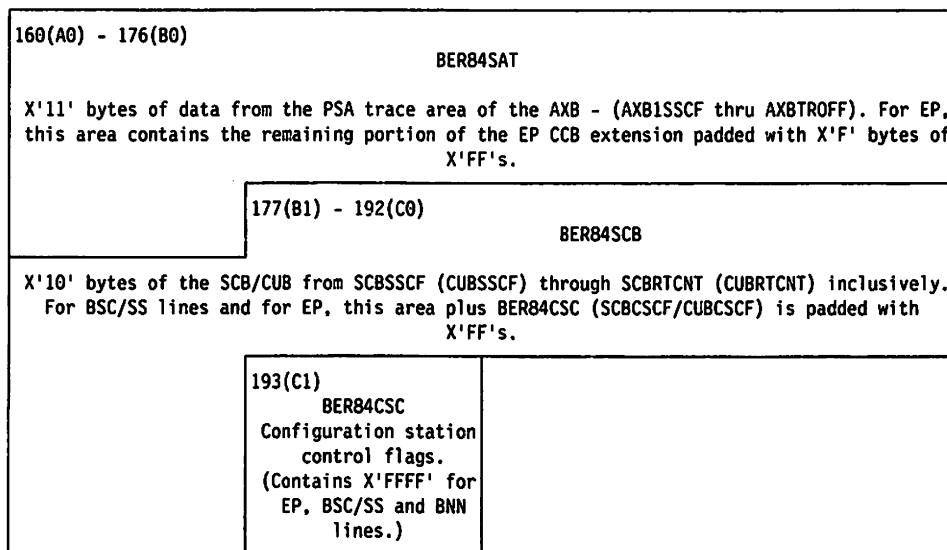 160(A0) - 176(B0)
BER84SAT
X'11' bytes of data from the PSA trace area of the AXB - (AXB1SSCF thru AXBTROFF). For EP,
this area contains the remaining portion of the EP CCB extension padded with X'F' bytes of
X'FF's.
177(B1) - 192(C0)
BER84SCB
X'10' bytes of the SCB/CUB from SCBSSCF (CUBSSCF) through SCBRTCNT (CUBRTCNT) inclusively.
For BSC/SS lines and for EP, this area plus BER84CSC (SCBCSCF/CUBCSCF) is padded with
X'FF's.
193(C1)
BER84CSC
Configuration station
control flags.
(Contains X'FFFF' for
EP, BSC/SS and BNN
lines.)